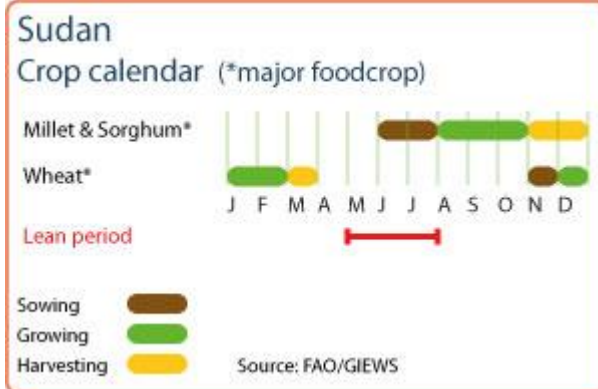 Sudan
Crop calendar (*major foodcrop)
Millet & Sorghum*
Wheat*
J F M A M J J A S O N D
Lean period
Sowing
Growing
Harvesting
Source: FAO/GIEWS